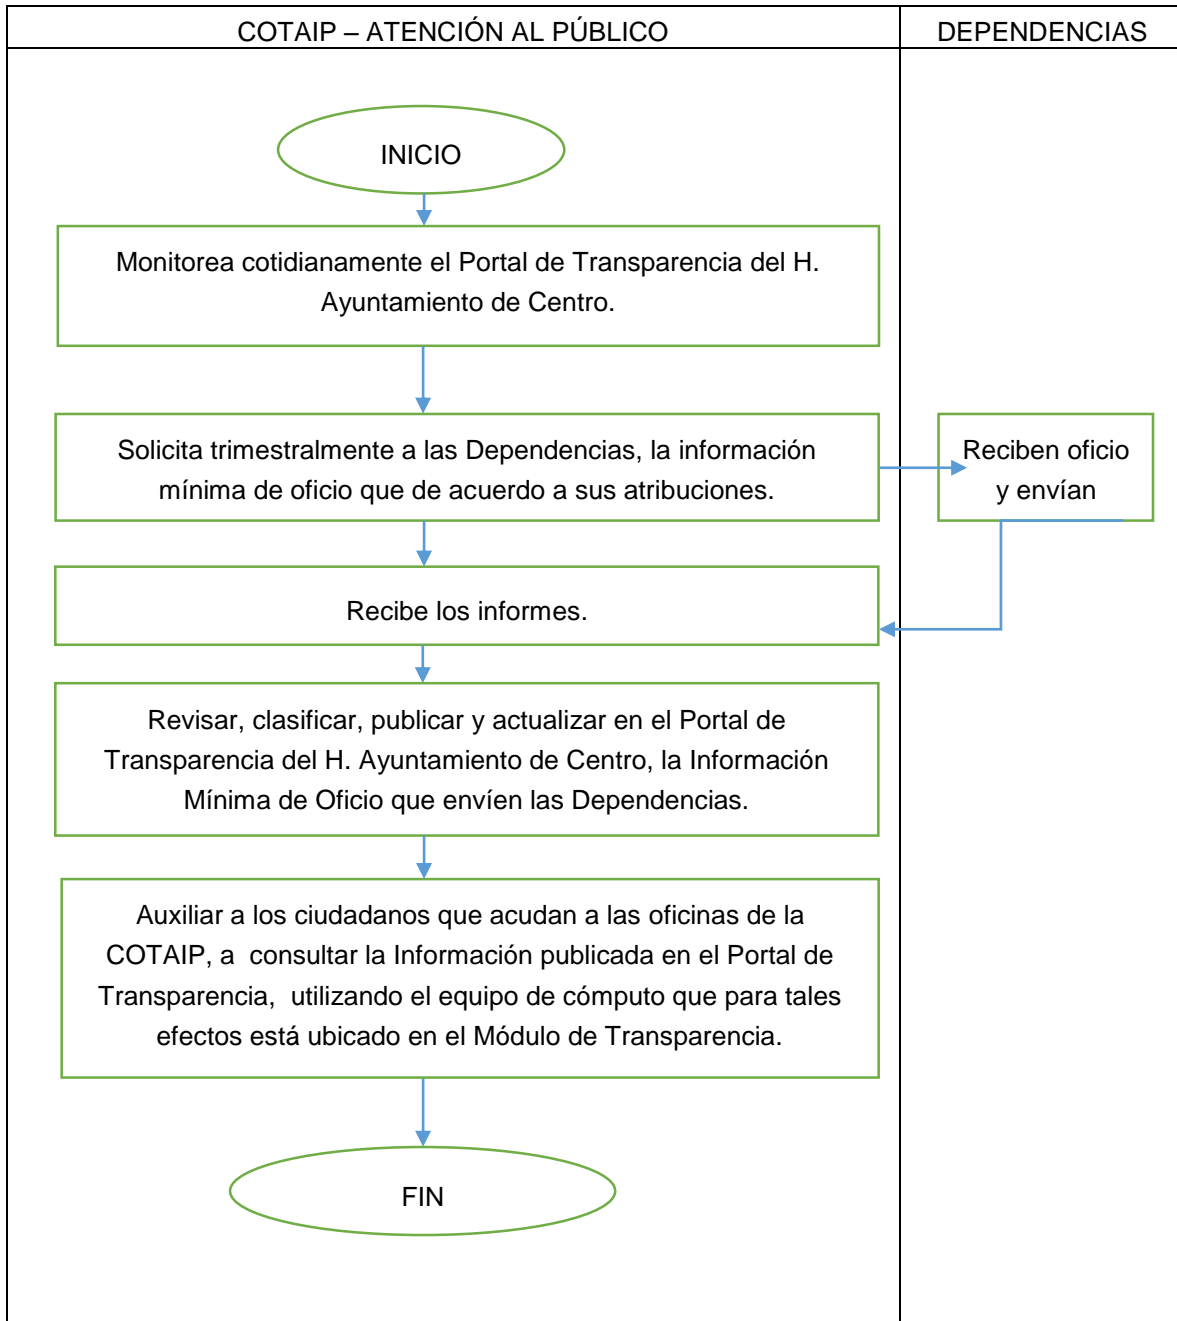 COTAIP – ATENCIÓN AL PÚBLICO
DEPENDENCIAS
INICIO
Monitorea cotidianamente el Portal de Transparencia del H.
Ayuntamiento de Centro.
Solicita trimestralmente a las Dependencias, la información
mínima de oficio que de acuerdo a sus atribuciones.
Reciben oficio
y envían
Recibe los informes.
Revisar, clasificar, publicar y actualizar en el Portal de
Transparencia del H. Ayuntamiento de Centro, la Información
Mínima de Oficio que envíen las Dependencias.
Auxiliar a los ciudadanos que acudan a las oficinas de la
COTAIP, a  consultar la Información publicada en el Portal de
Transparencia,  utilizando el equipo de cómputo que para tales
efectos está ubicado en el Módulo de Transparencia.
FIN